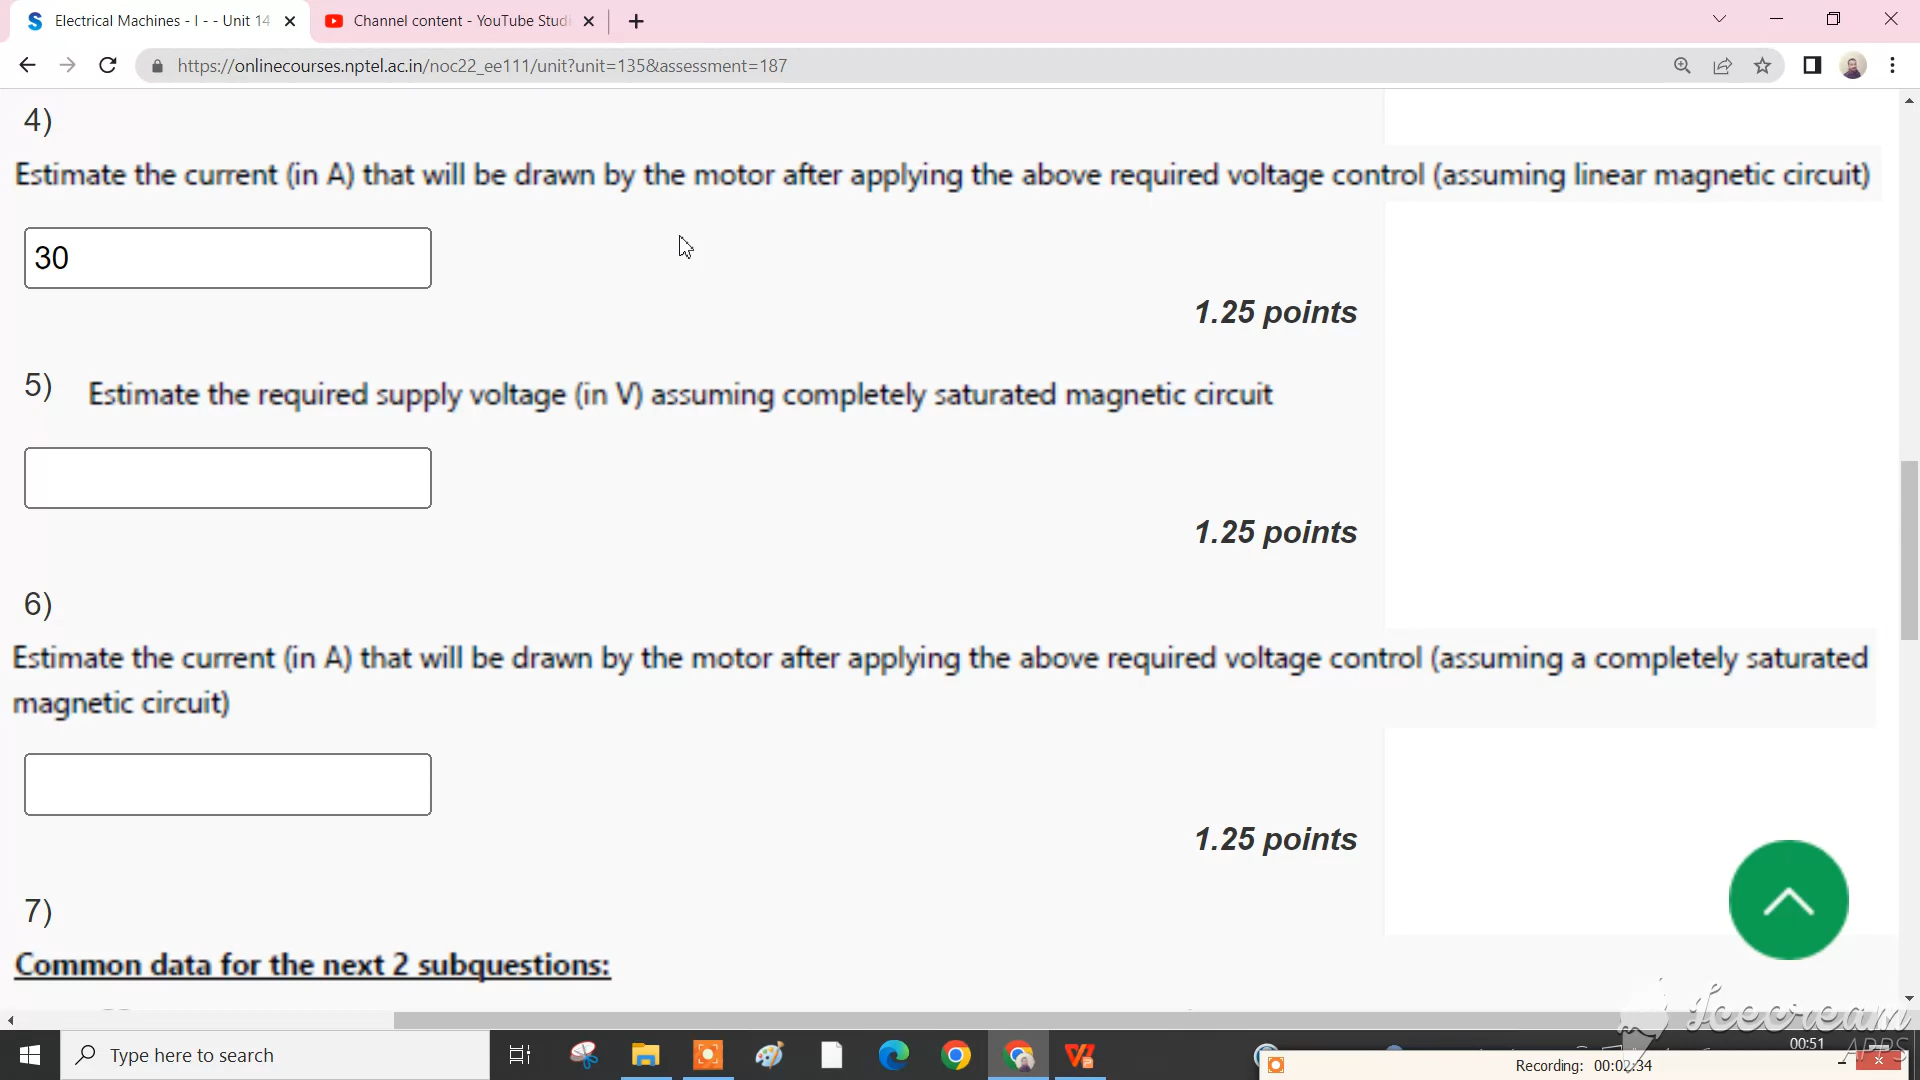 Electrical Machines - I - - Unit 14
Channel content - YouTube Studi
https://onlinecourses.nptel.ac.in/noc22_ee111/unit?unit=135&assessment=187
4)
Estimate the current (in A) that will be drawn by the motor after applying the above required voltage control (assuming linear magnetic circuit)
30
1.25 points
5) Estimate the required supply voltage (in V) assuming completely saturated magnetic circuit
1.25 points
6)
Estimate the current (in A) that will be drawn by the motor after applying the above required voltage control (assuming a completely saturated
magnetic circuit)
1.25 points
7)
Common data for the next 2 subquestions:
Icecream
APPS
Type here to search
00:51
Recording: 00:02:34